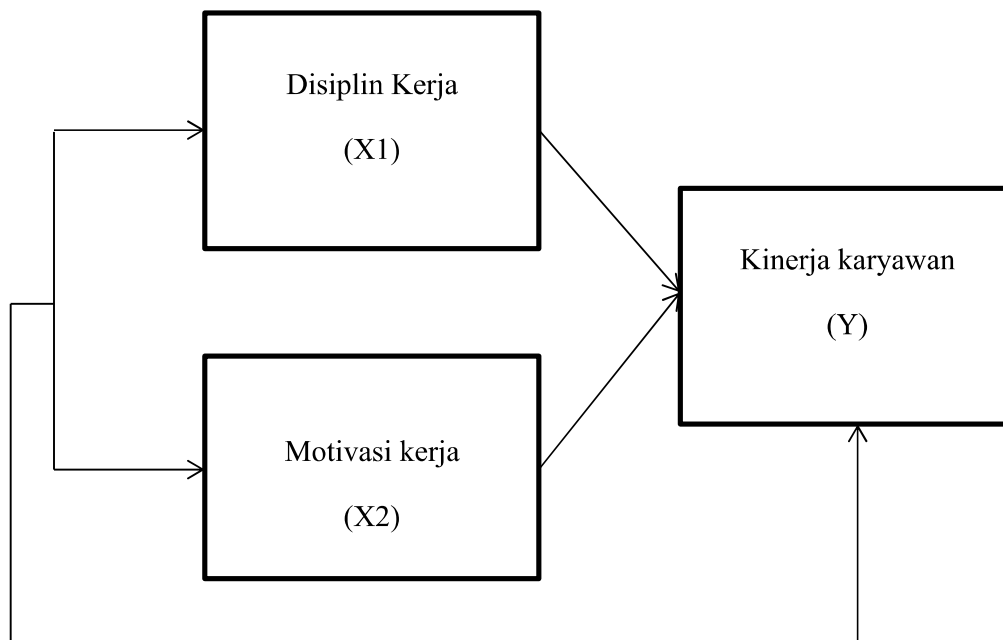 Disiplin Kerja
(X1)
Kinerja karyawan
(Y)
Motivasi kerja
(X2)